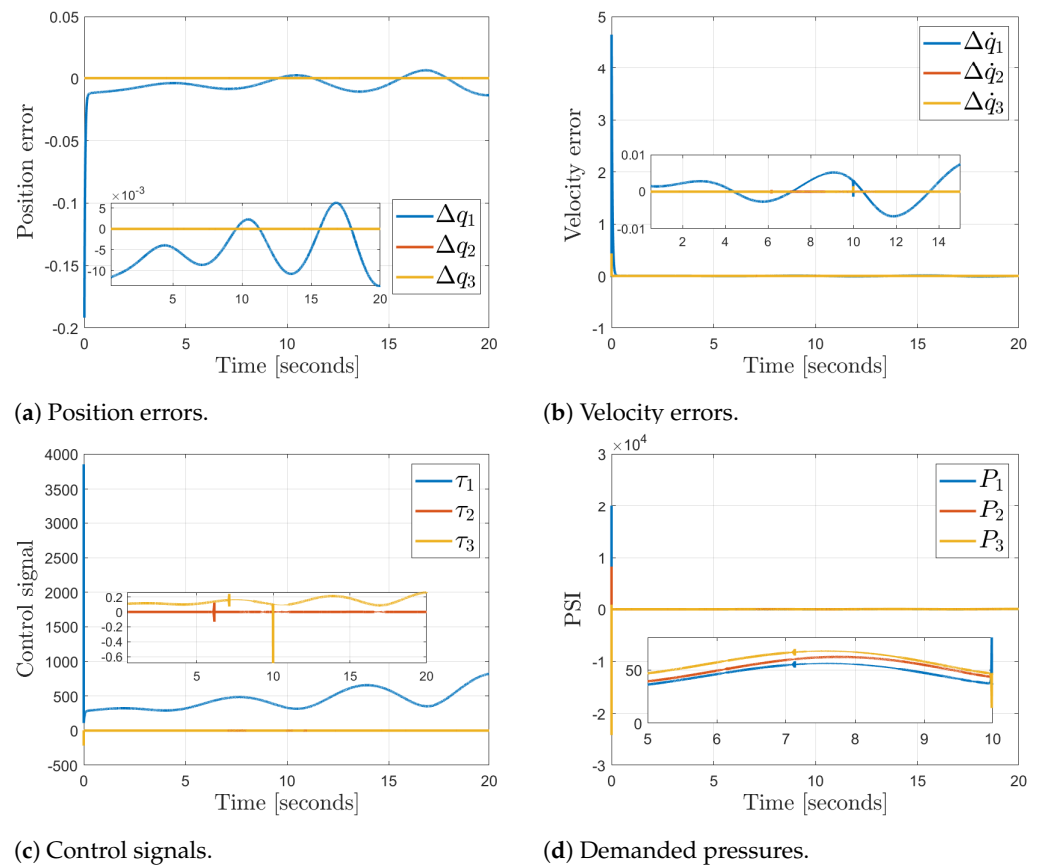 0.05
0
-0.05
-0.1
-0.15
-0.2
Position error
×10⁻³
5
0
-5
-10
5 10 15 20
Δq₁
Δq₂
Δq₃
0 5 10 15 20
Time [seconds]
(a) Position errors.
5
4
3
2
1
0
-1
Velocity error
Δq̇₁
Δq̇₂
Δq̇₃
0.01
0
-0.01
2 4 6 8 10 12 14
0 5 10 15 20
Time [seconds]
(b) Velocity errors.
4000
3500
3000
2500
2000
1500
1000
500
0
-500
Control signal
τ₁
τ₂
τ₃
0.2
0
-0.2
-0.4
-0.6
5 10 15 20
0 5 10 15 20
Time [seconds]
(c) Control signals.
×10⁴
3
2
1
0
-1
-2
-3
PSI
P₁
P₂
P₃
50
0
5 6 7 8 9 10
0 5 10 15 20
Time [seconds]
(d) Demanded pressures.